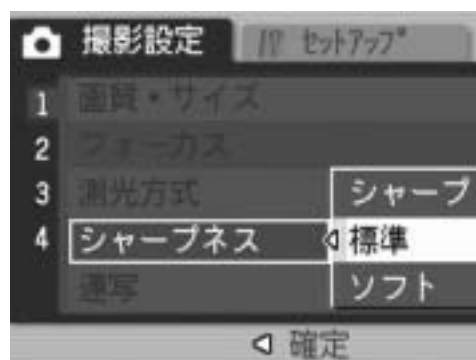 撮影設定 セットアップ
1 画質・サイズ
2 フォーカス
3 測光方式 シャープ
4 シャープネス 標準
連写 ソフト
確定